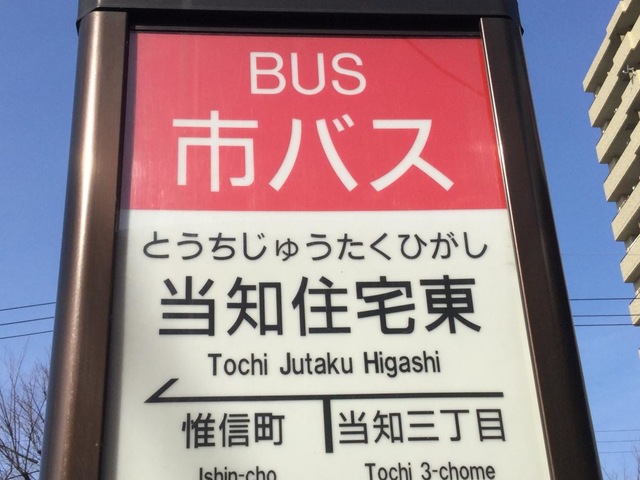 BUS
市バス
とうちじゅうたくひがし
当知住宅東
Tochi Jutaku Higashi
惟信町 当知三丁目
Ishin-cho Tochi 3-chome